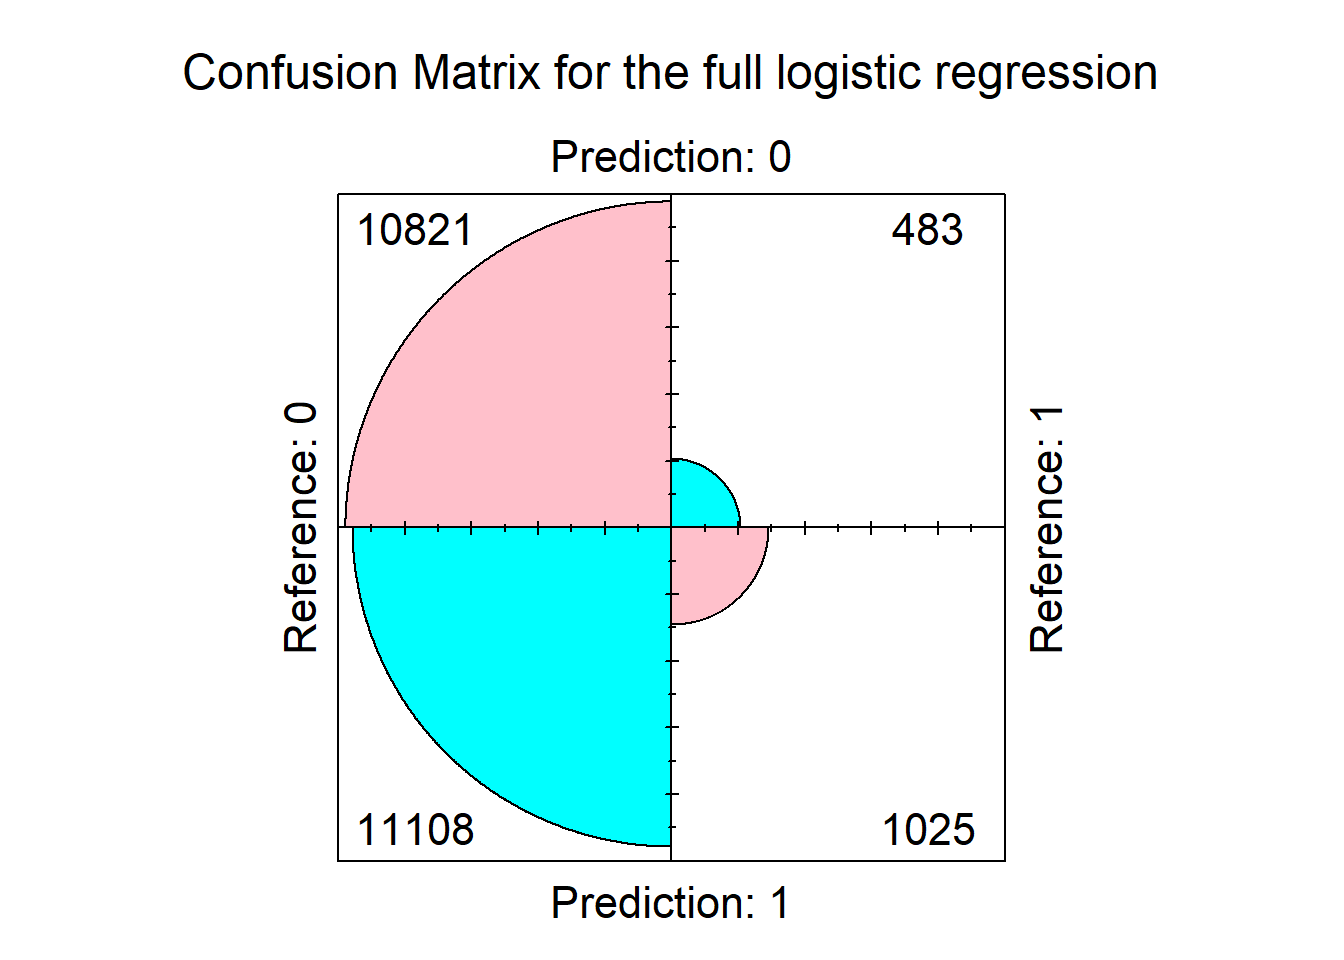 Confusion Matrix for the full logistic regression
Prediction: 0
10821
483
Reference: 0
Reference: 1
11108
1025
Prediction: 1